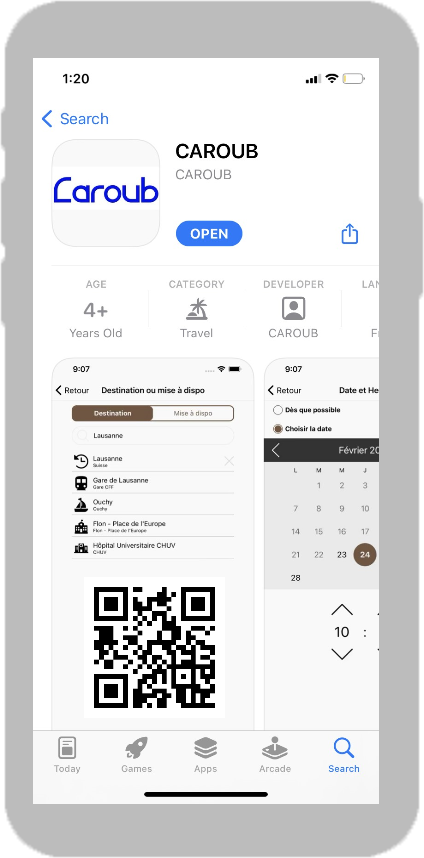 1:20
Search
CAROUB
CAROUB
Caroub
OPEN
AGE
4+
Years Old
CATEGORY
Travel
DEVELOPER
CAROUB
LAN
F
9:07
Retour
Destination ou mise à dispo
Destination
Mise à dispo
Lausanne
Lausanne
Suisse
Gare de Lausanne
Gare CFF
Ouchy
Ouchy
Flon - Place de l'Europe
Flon - Place de l'Europe
Hôpital Universitaire CHUV
CHUV
9:07
Retour
Date et He
Dès que possible
Choisir la date
Février 20
L M M J
1 2 3
7 8 9 10
14 15 16 17
21 22 23 24
28
10 :
Today
Games
Apps
Arcade
Search